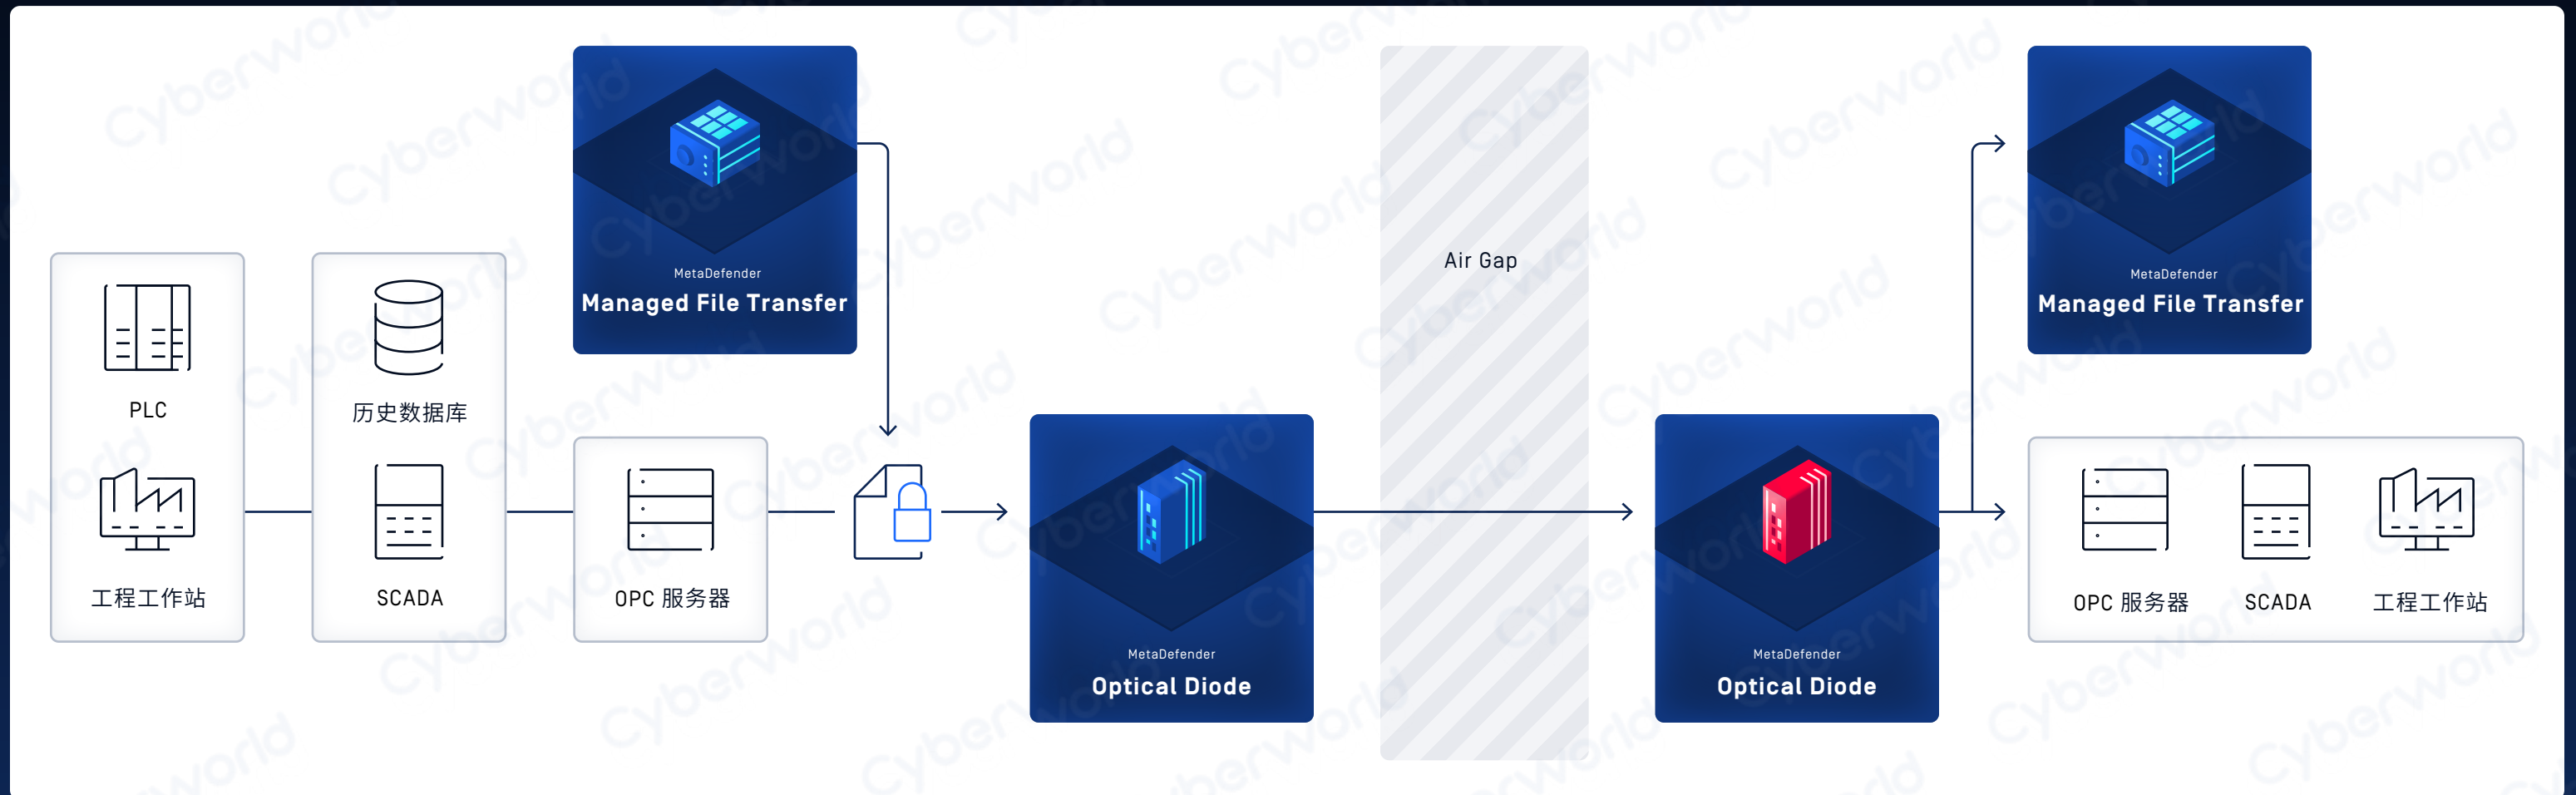 MetaDefender
Managed File Transfer
MetaDefender
Managed File Transfer
Air Gap
PLC
历史数据库
工程工作站
SCADA
OPC 服务器
MetaDefender
Optical Diode
MetaDefender
Optical Diode
OPC 服务器
SCADA
工程工作站
Cyberworld